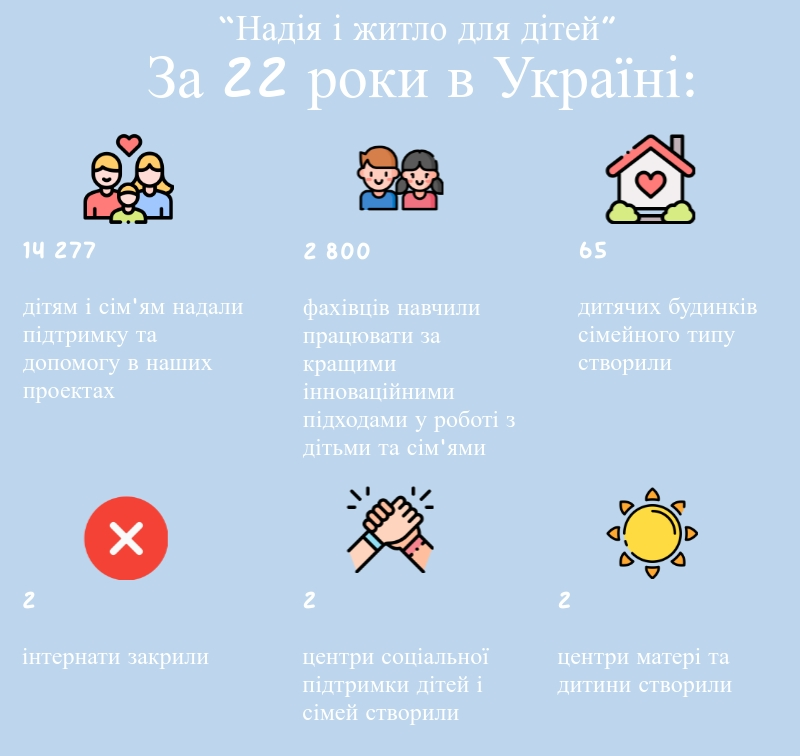 “Надія і житло для дітей”
За 22 роки в Україні:
14 277
дітям і сім'ям надали
підтримку та
допомогу в наших
проектах
2 800
фахівців навчили
працювати за
кращими
інноваційними
підходами у роботі з
дітьми та сім'ями
65
дитячих будинків
сімейного типу
створили
2
інтернати закрили
2
центри соціальної
підтримки дітей і
сімей створили
2
центри матері та
дитини створили